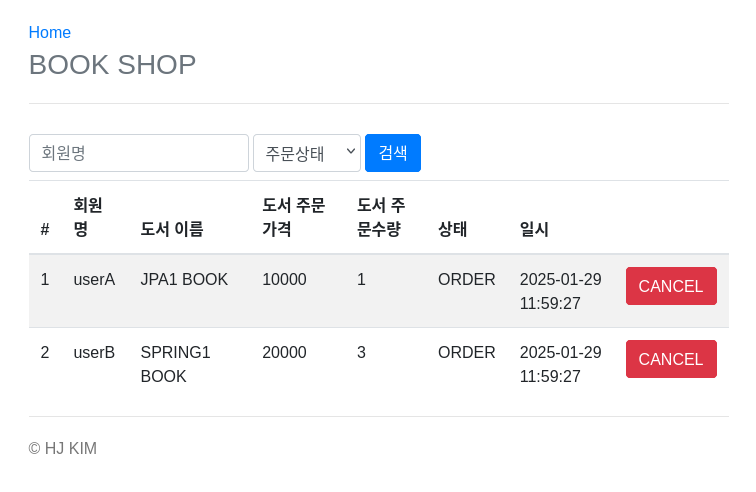 Home
BOOK SHOP
회원명 주문상태 검색
# 회원명 도서 이름 도서 주문가격 도서 주문수량 상태 일시
1 userA JPA1 BOOK 10000 1 ORDER 2025-01-29 11:59:27 CANCEL
2 userB SPRING1 BOOK 20000 3 ORDER 2025-01-29 11:59:27 CANCEL
© HJ KIM